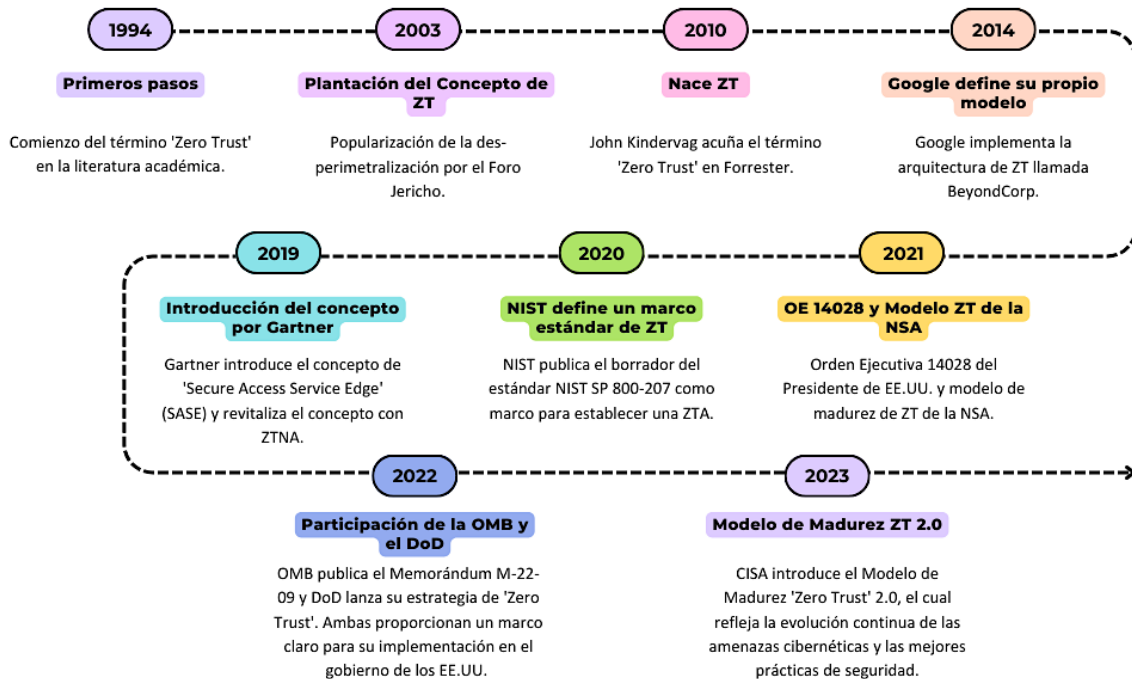 1994
Primeros pasos
Comienzo del término 'Zero Trust'
en la literatura académica.
2003
Plantación del Concepto de
ZT
Popularización de la des-
perimetralización por el Foro
Jericho.
2010
Nace ZT
John Kindervag acuña el término
'Zero Trust' en Forrester.
2014
Google define su propio
modelo
Google implementa la
arquitectura de ZT llamada
BeyondCorp.
2019
Introducción del concepto
por Gartner
Gartner introduce el concepto de
'Secure Access Service Edge'
(SASE) y revitaliza el concepto con
ZTNA.
2020
NIST define un marco
estándar de ZT
NIST publica el borrador del
estándar NIST SP 800-207 como
marco para establecer una ZTA.
2021
OE 14028 y Modelo ZT de la
NSA
Orden Ejecutiva 14028 del
Presidente de EE.UU. y modelo de
madurez de ZT de la NSA.
2022
Participación de la OMB y
el DoD
OMB publica el Memorándum M-22-
09 y DoD lanza su estrategia de 'Zero
Trust'. Ambas proporcionan un marco
claro para su implementación en el
gobierno de los EE.UU.
2023
Modelo de Madurez ZT 2.0
CISA introduce el Modelo de
Madurez 'Zero Trust' 2.0, el cual
refleja la evolución continua de las
amenazas cibernéticas y las mejores
prácticas de seguridad.